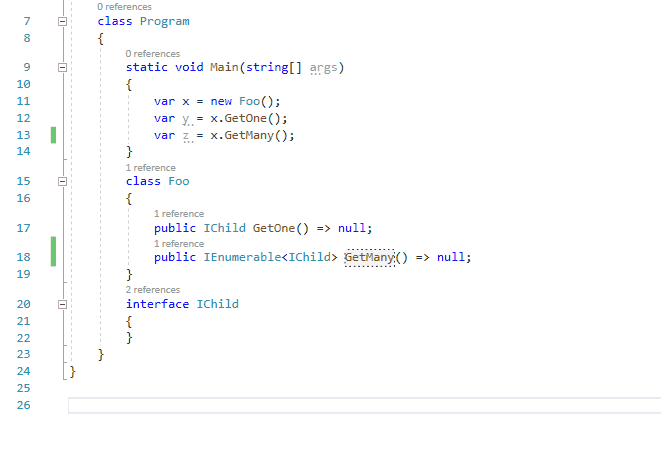 0 references
7 class Program
8 {
0 references
9 static void Main(string[] args)
10 {
11 var x = new Foo();
12 var y = x.GetOne();
13 var z = x.GetMany();
14 }
1 reference
15 class Foo
16 {
1 reference
17 public IChild GetOne() => null;
1 reference
18 public IEnumerable<IChild> GetMany() => null;
19 }
2 references
20 interface IChild
21 {
22 }
23 }
24 }
25
26